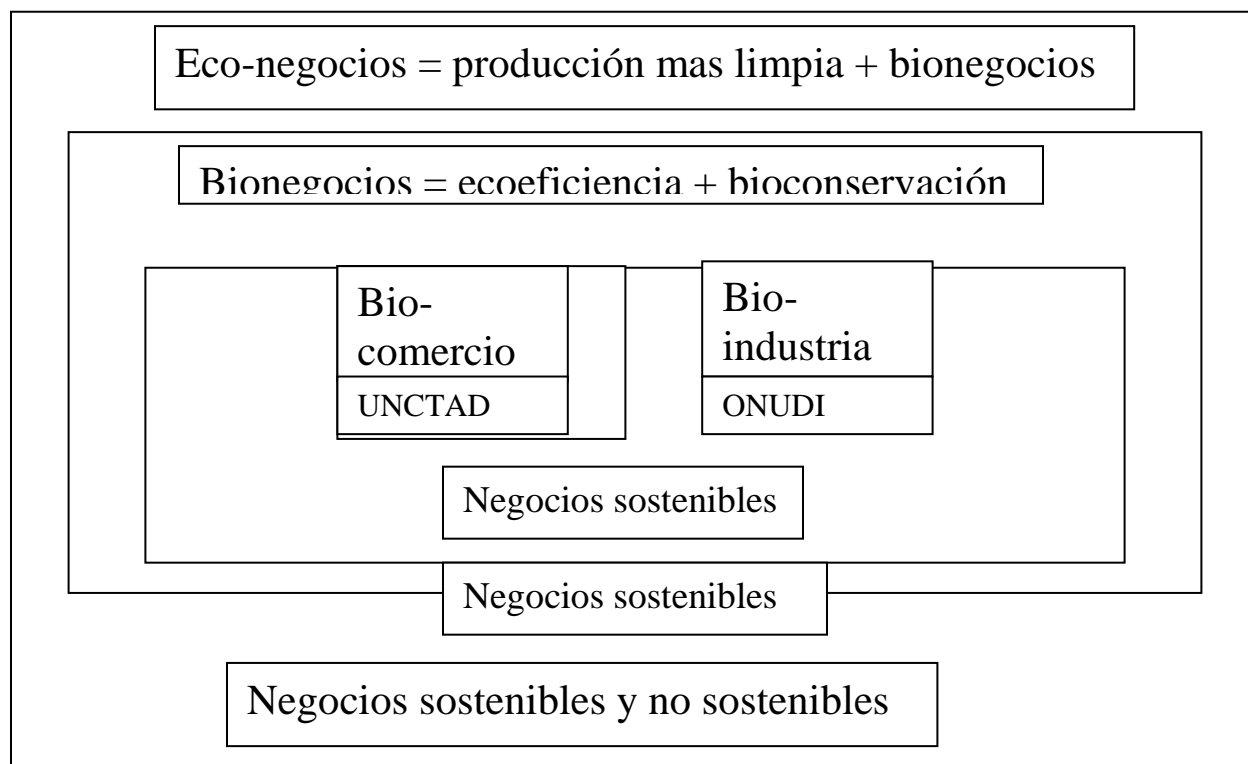 Eco-negocios = producción mas limpia + bionegocios
Bionegocios = ecoeficiencia + bioconservación
Bio-
comercio
UNCTAD
Bio-
industria
ONUDI
Negocios sostenibles
Negocios sostenibles
Negocios sostenibles y no sostenibles